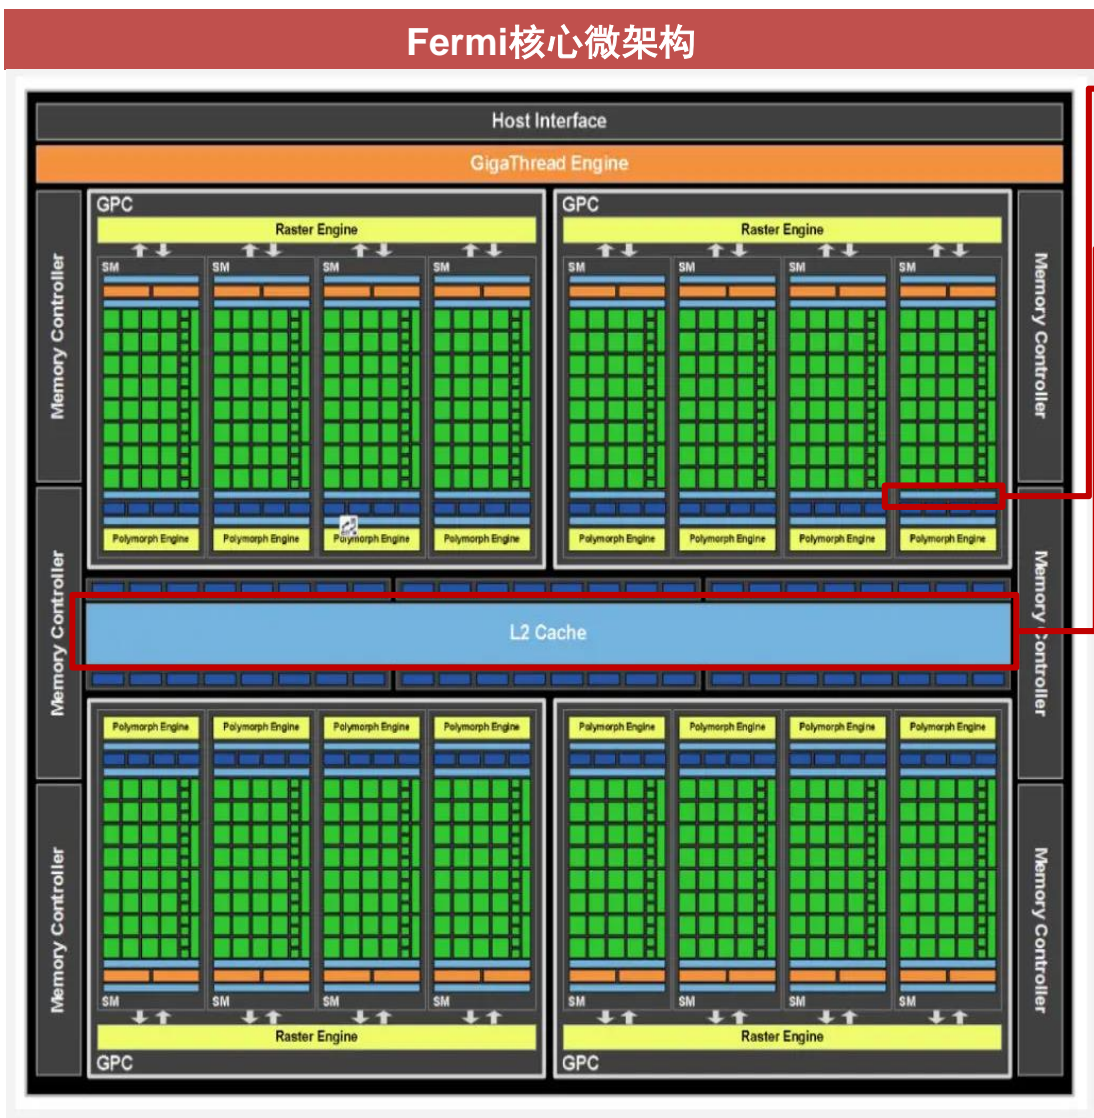 Fermi核心微架构
Host Interface
GigaThread Engine
GPC
GPC
Raster Engine
Raster Engine
SM SM SM SM
SM SM SM SM
Memory Controller
Memory Controller
Polymorph Engine Polymorph Engine Polymorph Engine Polymorph Engine
Polymorph Engine Polymorph Engine Polymorph Engine Polymorph Engine
Memory Controller
Memory Controller
L2 Cache
Polymorph Engine Polymorph Engine Polymorph Engine Polymorph Engine
Polymorph Engine Polymorph Engine Polymorph Engine Polymorph Engine
Memory Controller
Memory Controller
SM SM SM SM
SM SM SM SM
Raster Engine
Raster Engine
GPC
GPC